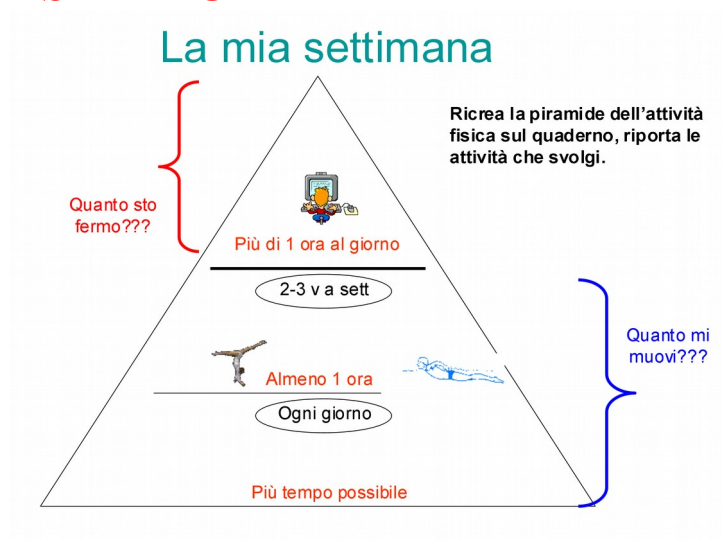 La mia settimana
Ricrea la piramide dell'attività
fisica sul quaderno, riporta le
attività che svolgi.
Quanto sto
fermo???
Più di 1 ora al giorno
2-3 v a sett
Quanto mi
muovi???
Almeno 1 ora
Ogni giorno
Più tempo possibile